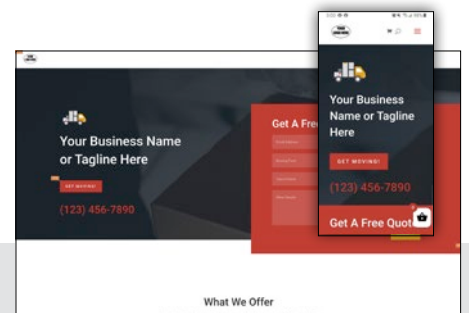 Your Business Name
or Tagline Here
GET MOVING!
(123) 456-7890
Get A Free
What We Offer
Your Business
Name or Tagline
Here
GET MOVING!
(123) 456-7890
Get A Free Quot